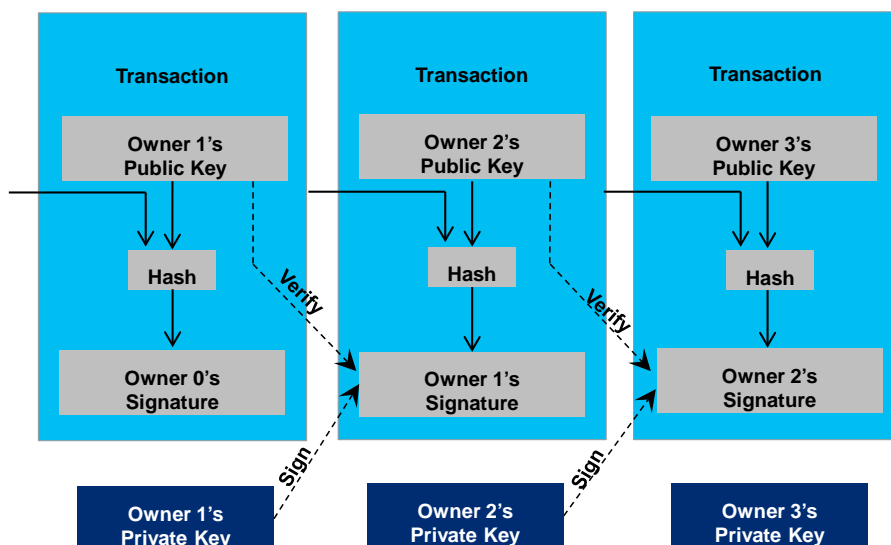 Transaction
Owner 1's
Public Key
Hash
Owner 0's
Signature
Verify
Sign
Owner 1's
Private Key
Transaction
Owner 2's
Public Key
Hash
Owner 1's
Signature
Verify
Sign
Owner 2's
Private Key
Transaction
Owner 3's
Public Key
Hash
Owner 2's
Signature
Owner 3's
Private Key